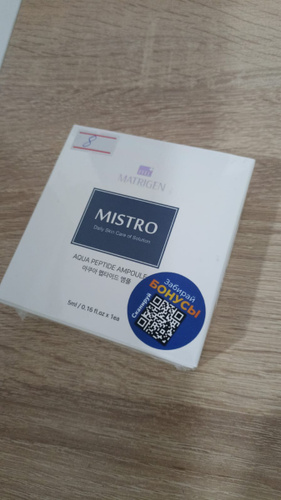 8
MATRIGEN
MISTRO
Daily Skin Care of Solution
AQUA PEPTIDE AMPOULE
아쿠아 펩타이드 앰플
5ml / 0.16 fl.oz x 1ea
Забирай
БОНУСЫ
Сканируй